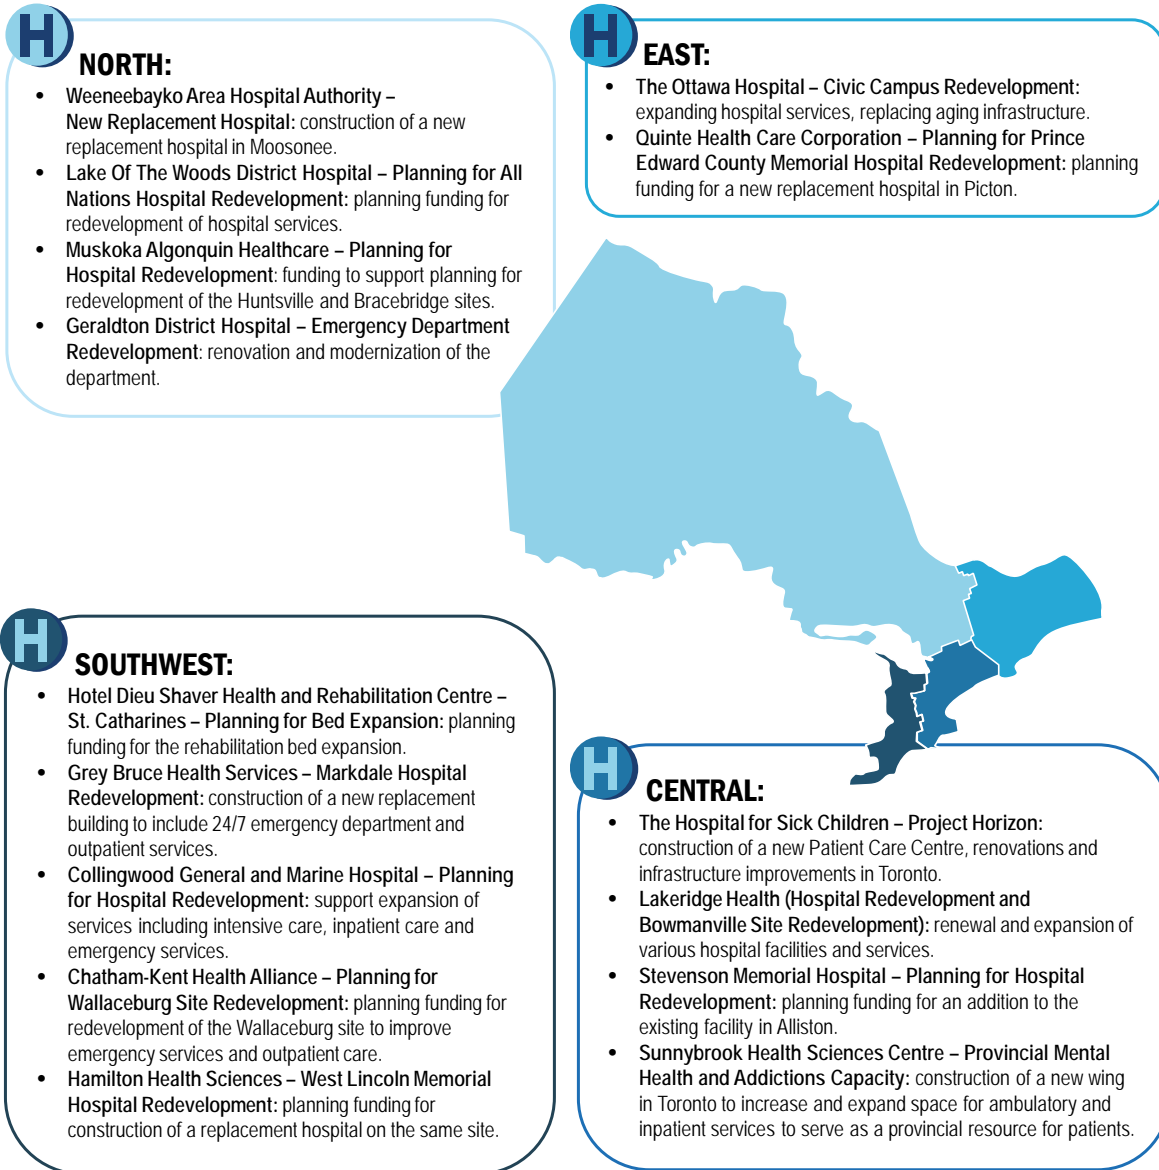 H
NORTH:
• Weeneebayko Area Hospital Authority –
New Replacement Hospital: construction of a new
replacement hospital in Moosonee.
• Lake Of The Woods District Hospital – Planning for All
Nations Hospital Redevelopment: planning funding for
redevelopment of hospital services.
• Muskoka Algonquin Healthcare – Planning for
Hospital Redevelopment: funding to support planning for
redevelopment of the Huntsville and Bracebridge sites.
• Geraldton District Hospital – Emergency Department
Redevelopment: renovation and modernization of the
department.
H
EAST:
• The Ottawa Hospital – Civic Campus Redevelopment:
expanding hospital services, replacing aging infrastructure.
• Quinte Health Care Corporation – Planning for Prince
Edward County Memorial Hospital Redevelopment: planning
funding for a new replacement hospital in Picton.
H
SOUTHWEST:
• Hotel Dieu Shaver Health and Rehabilitation Centre –
St. Catharines – Planning for Bed Expansion: planning
funding for the rehabilitation bed expansion.
• Grey Bruce Health Services – Markdale Hospital
Redevelopment: construction of a new replacement
building to include 24/7 emergency department and
outpatient services.
• Collingwood General and Marine Hospital – Planning
for Hospital Redevelopment: support expansion of
services including intensive care, inpatient care and
emergency services.
• Chatham-Kent Health Alliance – Planning for
Wallaceburg Site Redevelopment: planning funding for
redevelopment of the Wallaceburg site to improve
emergency services and outpatient care.
• Hamilton Health Sciences – West Lincoln Memorial
Hospital Redevelopment: planning funding for
construction of a replacement hospital on the same site.
H
CENTRAL:
• The Hospital for Sick Children – Project Horizon:
construction of a new Patient Care Centre, renovations and
infrastructure improvements in Toronto.
• Lakeridge Health (Hospital Redevelopment and
Bowmanville Site Redevelopment): renewal and expansion of
various hospital facilities and services.
• Stevenson Memorial Hospital – Planning for Hospital
Redevelopment: planning funding for an addition to the
existing facility in Alliston.
• Sunnybrook Health Sciences Centre – Provincial Mental
Health and Addictions Capacity: construction of a new wing
in Toronto to increase and expand space for ambulatory and
inpatient services to serve as a provincial resource for patients.